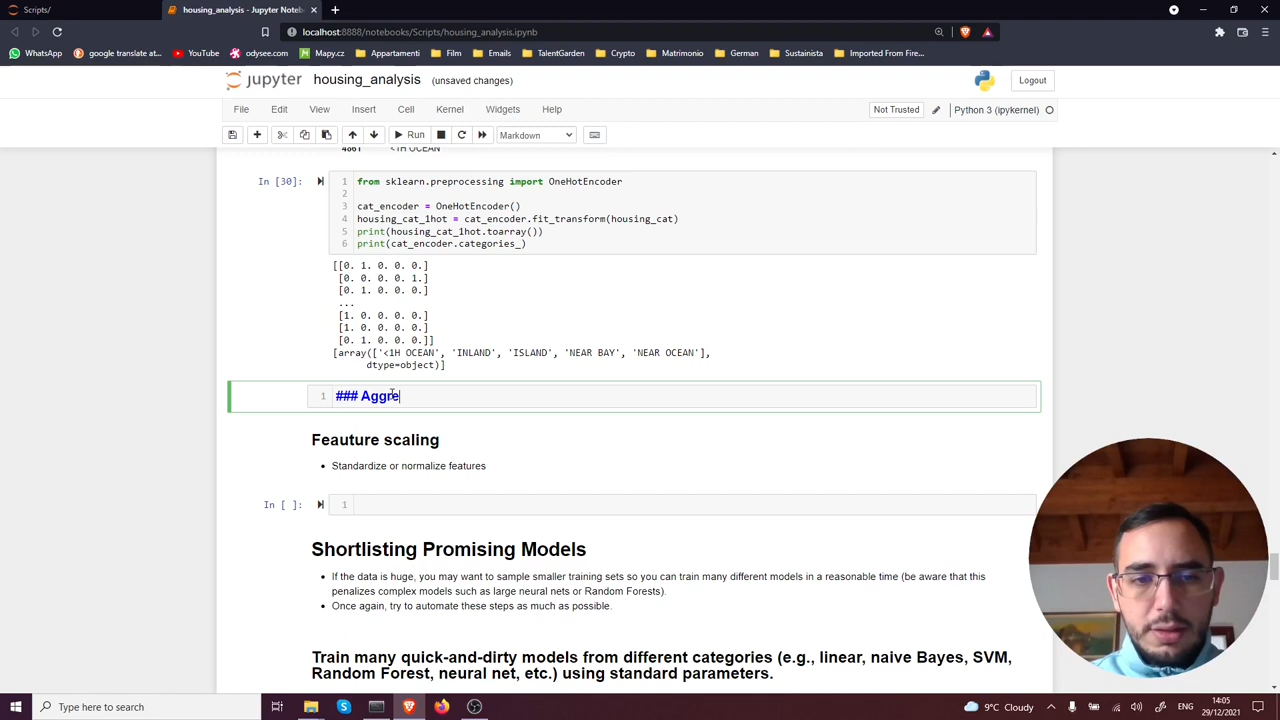 Scripts/
housing_analysis - Jupyter Noteb
localhost:8888/notebooks/Scripts/housing_analysis.ipynb
WhatsApp
google translate at...
YouTube
odysee.com
Mapy.cz
Appartamenti
Film
Emails
TalentGarden
Crypto
Matrimonio
German
Sustainista
Imported From Fire...
jupyter
housing_analysis
(unsaved changes)
Logout
File
Edit
View
Insert
Cell
Kernel
Widgets
Help
Not Trusted
Python 3 (ipykernel)
Run
Markdown
4861 <1H OCEAN
In [30]:
1 from sklearn.preprocessing import OneHotEncoder
2
3 cat_encoder = OneHotEncoder()
4 housing_cat_1hot = cat_encoder.fit_transform(housing_cat)
5 print(housing_cat_1hot.toarray())
6 print(cat_encoder.categories_)
[[0. 1. 0. 0. 0.]
[0. 0. 0. 0. 1.]
[0. 1. 0. 0. 0.]
...
[1. 0. 0. 0. 0.]
[1. 0. 0. 0. 0.]
[0. 1. 0. 0. 0.]]
[array(['<1H OCEAN', 'INLAND', 'ISLAND', 'NEAR BAY', 'NEAR OCEAN'],
dtype=object)]
1 ### Aggre
Feauture scaling
• Standardize or normalize features
In [ ]:
1
Shortlisting Promising Models
• If the data is huge, you may want to sample smaller training sets so you can train many different models in a reasonable time (be aware that this
penalizes complex models such as large neural nets or Random Forests).
• Once again, try to automate these steps as much as possible.
Train many quick-and-dirty models from different categories (e.g., linear, naive Bayes, SVM,
Random Forest, neural net, etc.) using standard parameters.
Type here to search
9°C Cloudy
14:05
29/12/2021